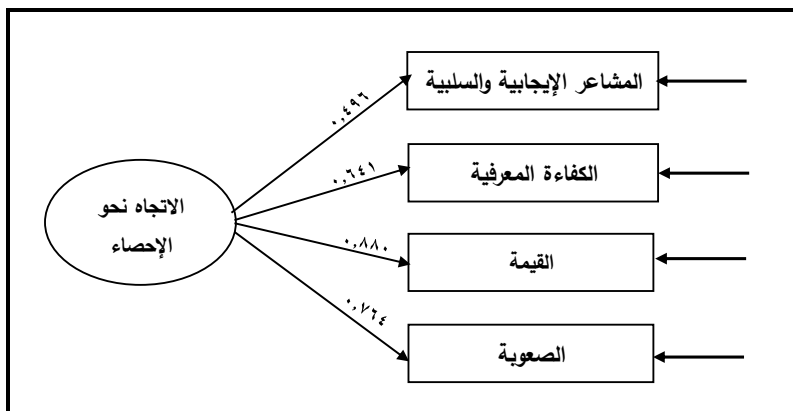 المشاعر الإيجابية والسلبية
٠,٤٩٦
الكفاءة المعرفية
٠,٦٤١
الاتجاه نحو
الإحصاء
القيمة
٠,٨٨٠
الصعوبة
٠,٧٦٤